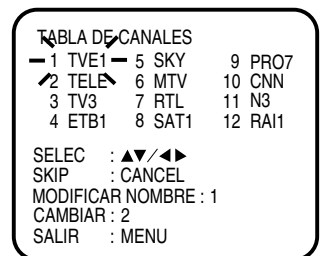 TABLA DE CANALES
1 TVE1 5 SKY 9 PRO7
2 TELE 6 MTV 10 CNN
3 TV3 7 RTL 11 N3
4 ETB1 8 SAT1 12 RAI1
SELEC : ▲▼/◀▶
SKIP : CANCEL
MODIFICAR NOMBRE : 1
CAMBIAR : 2
SALIR : MENU